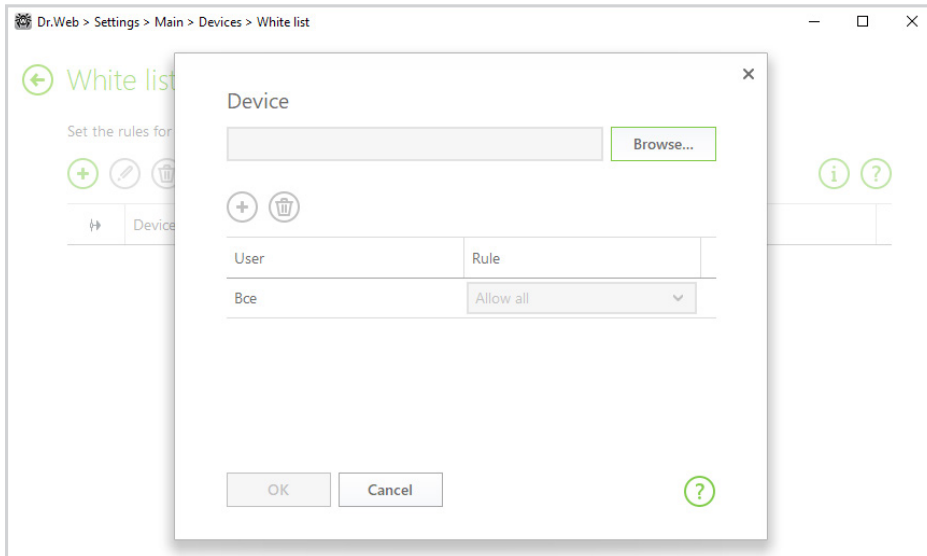 Dr.Web > Settings > Main > Devices > White list
White list
Set the rules for
Device
Device
Browse...
User Rule
Все Allow all
OK Cancel